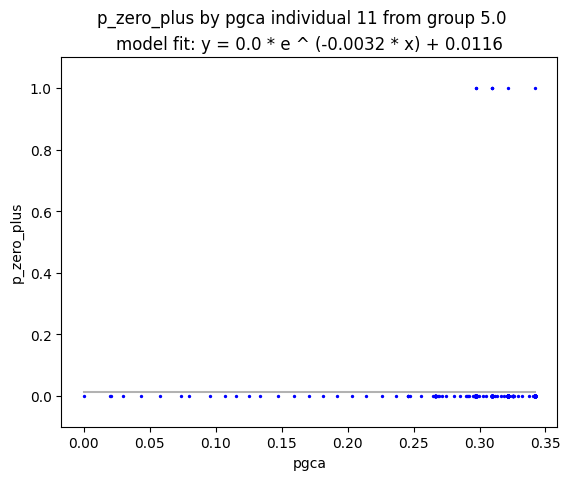 p_zero_plus by pgca individual 11 from group 5.0
model fit: y = 0.0 * e ^ (-0.0032 * x) + 0.0116
1.0
0.8
0.6
0.4
0.2
0.0
p_zero_plus
0.00 0.05 0.10 0.15 0.20 0.25 0.30 0.35
pgca